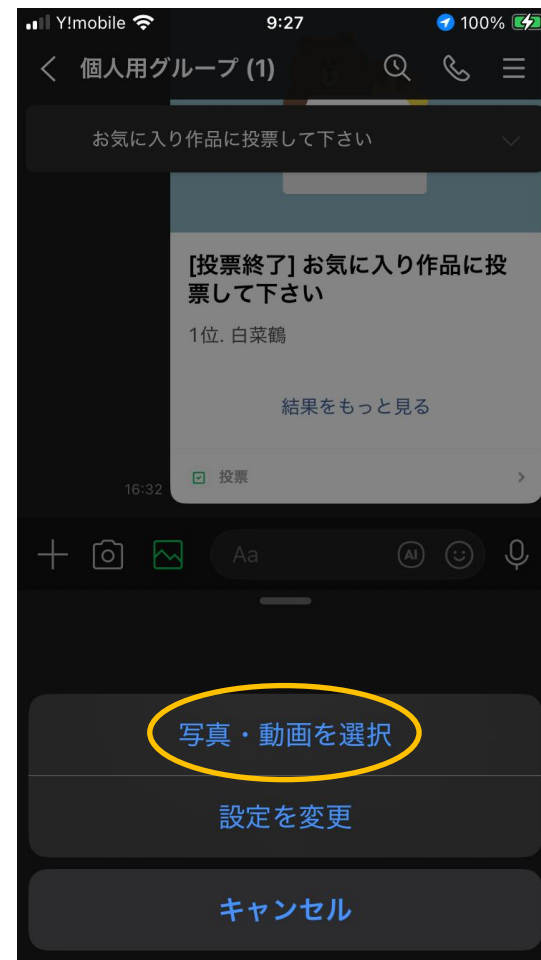 Y!mobile 9:27 100%
個人用グループ (1)
お気に入り作品に投票して下さい
[投票終了] お気に入り作品に投
票して下さい
1位. 白菜鶴
結果をもっと見る
投票
16:32
Aa AI
写真・動画を選択
設定を変更
キャンセル